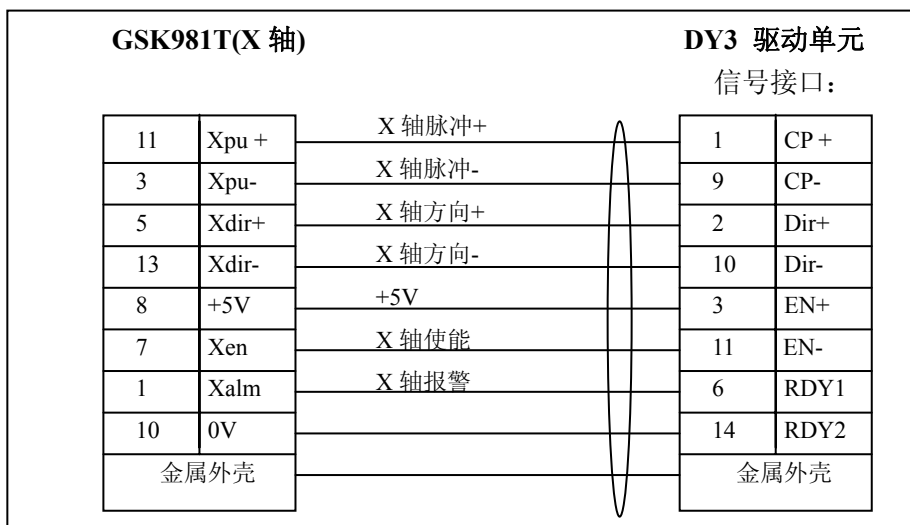 GSK981T(X 轴) DY3 驱动单元
信号接口：
11 Xpu + X 轴脉冲+ 1 CP +
3 Xpu- X 轴脉冲- 9 CP-
5 Xdir+ X 轴方向+ 2 Dir+
13 Xdir- X 轴方向- 10 Dir-
8 +5V +5V 3 EN+
7 Xen X 轴使能 11 EN-
1 Xalm X 轴报警 6 RDY1
10 0V 14 RDY2
金属外壳 金属外壳